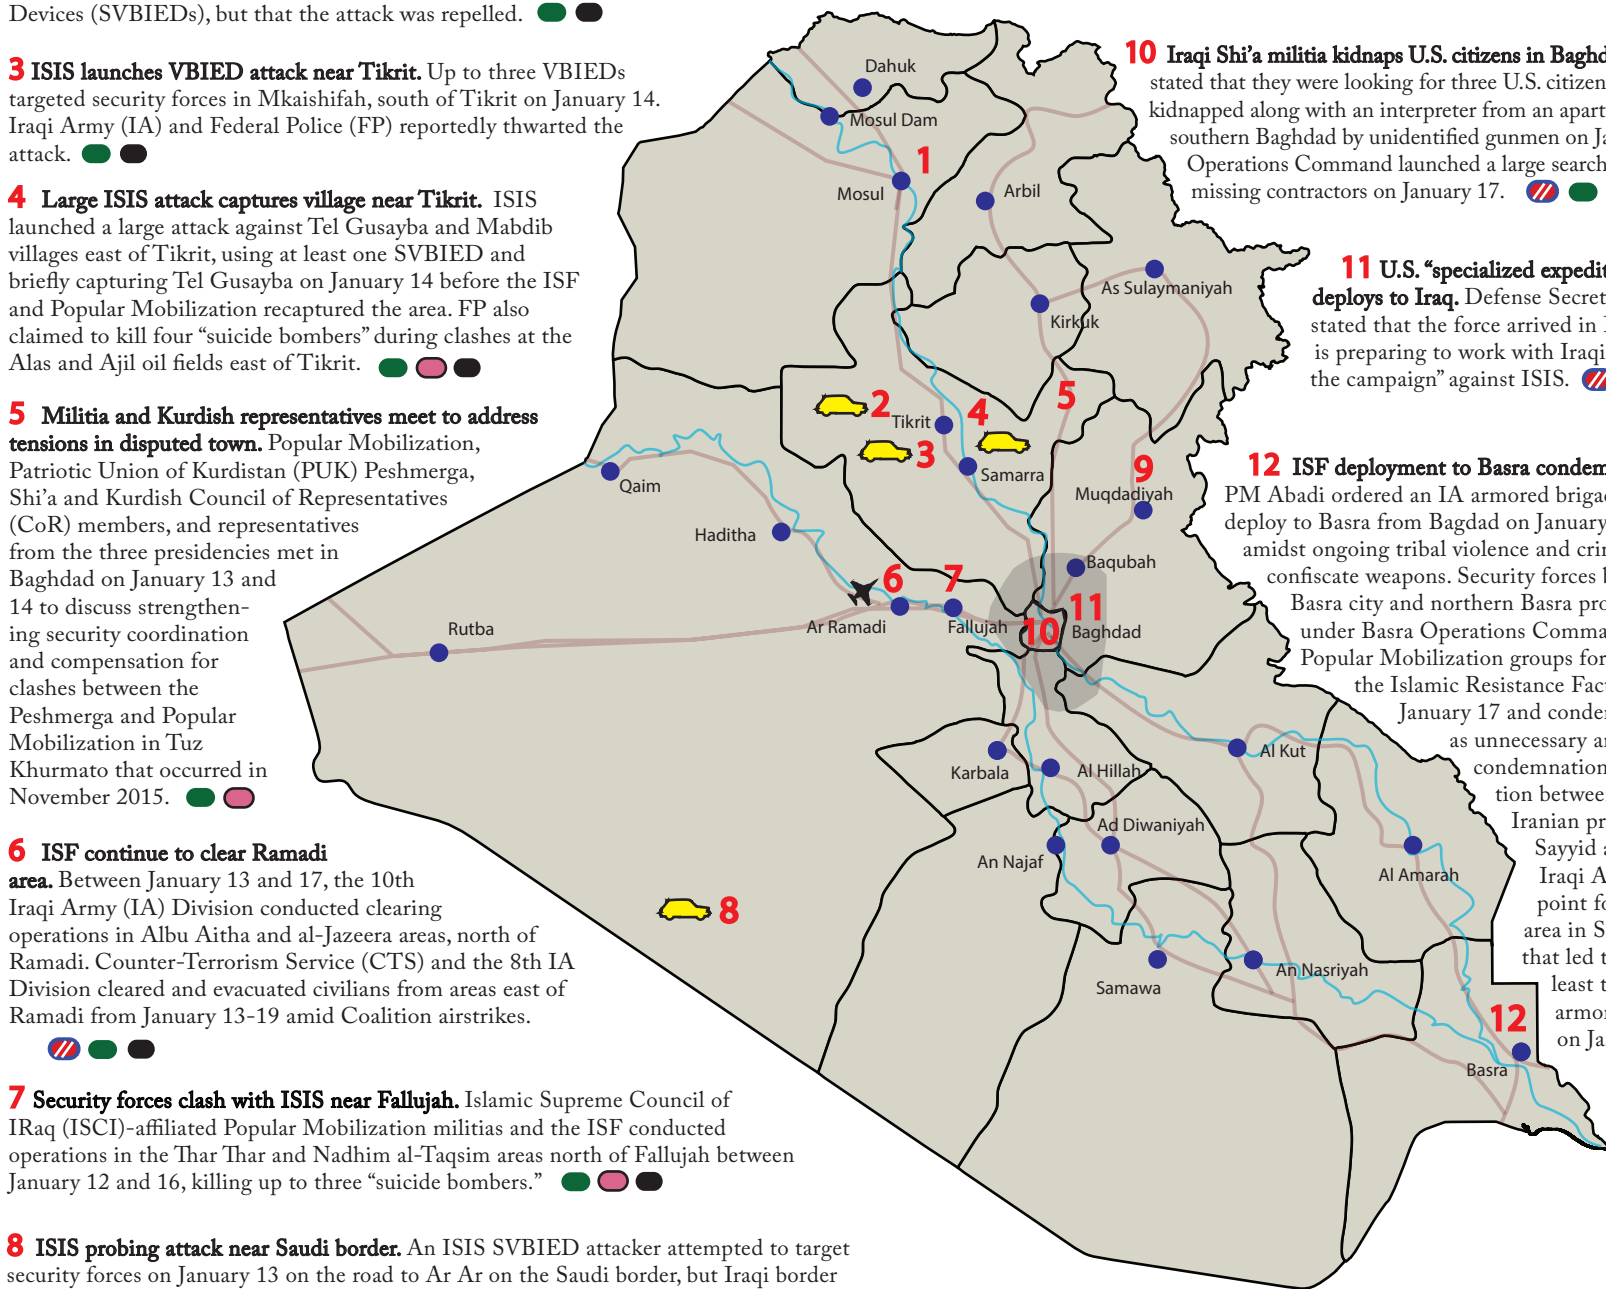 Devices (SVBIEDs), but that the attack was repelled.
3 ISIS launches VBIED attack near Tikrit. Up to three VBIEDs
targeted security forces in Mkaishifah, south of Tikrit on January 14.
Iraqi Army (IA) and Federal Police (FP) reportedly thwarted the
attack.
4 Large ISIS attack captures village near Tikrit. ISIS
launched a large attack against Tel Gusayba and Mabdib
villages east of Tikrit, using at least one SVBIED and
briefly capturing Tel Gusayba on January 14 before the ISF
and Popular Mobilization recaptured the area. FP also
claimed to kill four “suicide bombers” during clashes at the
Alas and Ajil oil fields east of Tikrit.
5 Militia and Kurdish representatives meet to address
tensions in disputed town. Popular Mobilization,
Patriotic Union of Kurdistan (PUK) Peshmerga,
Shi’a and Kurdish Council of Representatives
(CoR) members, and representatives
from the three presidencies met in
Baghdad on January 13 and
14 to discuss strengthen-
ing security coordination
and compensation for
clashes between the
Peshmerga and Popular
Mobilization in Tuz
Khurmato that occurred in
November 2015.
6 ISF continue to clear Ramadi
area. Between January 13 and 17, the 10th
Iraqi Army (IA) Division conducted clearing
operations in Albu Aitha and al-Jazeera areas, north of
Ramadi. Counter-Terrorism Service (CTS) and the 8th IA
Division cleared and evacuated civilians from areas east of
Ramadi from January 13-19 amid Coalition airstrikes.
7 Security forces clash with ISIS near Fallujah. Islamic Supreme Council of
IRaq (ISCI)-affiliated Popular Mobilization militias and the ISF conducted
operations in the Thar Thar and Nadhim al-Taqsim areas north of Fallujah between
January 12 and 16, killing up to three “suicide bombers.”
8 ISIS probing attack near Saudi border. An ISIS SVBIED attacker attempted to target
security forces on January 13 on the road to Ar Ar on the Saudi border, but Iraqi border
Dahuk
Mosul Dam
1
Mosul
Arbil
As Sulaymaniyah
Kirkuk
2
Tikrit
4
5
3
Samarra
9
Muqdadiyah
Qaim
Haditha
Baqubah
6
7
11
Ar Ramadi
Fallujah
10
Baghdad
Rutba
Al Kut
Karbala
Al Hillah
Ad Diwaniyah
An Najaf
Al Amarah
8
An Nasriyah
Samawa
12
Basra
10 Iraqi Shi’a militia kidnaps U.S. citizens in Baghd
stated that they were looking for three U.S. citizen
kidnapped along with an interpreter from an apart
southern Baghdad by unidentified gunmen on Ja
Operations Command launched a large search
missing contractors on January 17.
11 U.S. “specialized expedit
deploys to Iraq. Defense Secret
stated that the force arrived in I
is preparing to work with Iraqi
the campaign” against ISIS.
12 ISF deployment to Basra condem
PM Abadi ordered an IA armored brigad
deploy to Basra from Bagdad on January
amidst ongoing tribal violence and crim
confiscate weapons. Security forces b
Basra city and northern Basra pro
under Basra Operations Comma
Popular Mobilization groups for
the Islamic Resistance Fact
January 17 and conder
as unnecessary an
condemnation
tion between
Iranian pr
Sayyid a
Iraqi A
point fo
area in S
that led t
least t
armor
on Ja